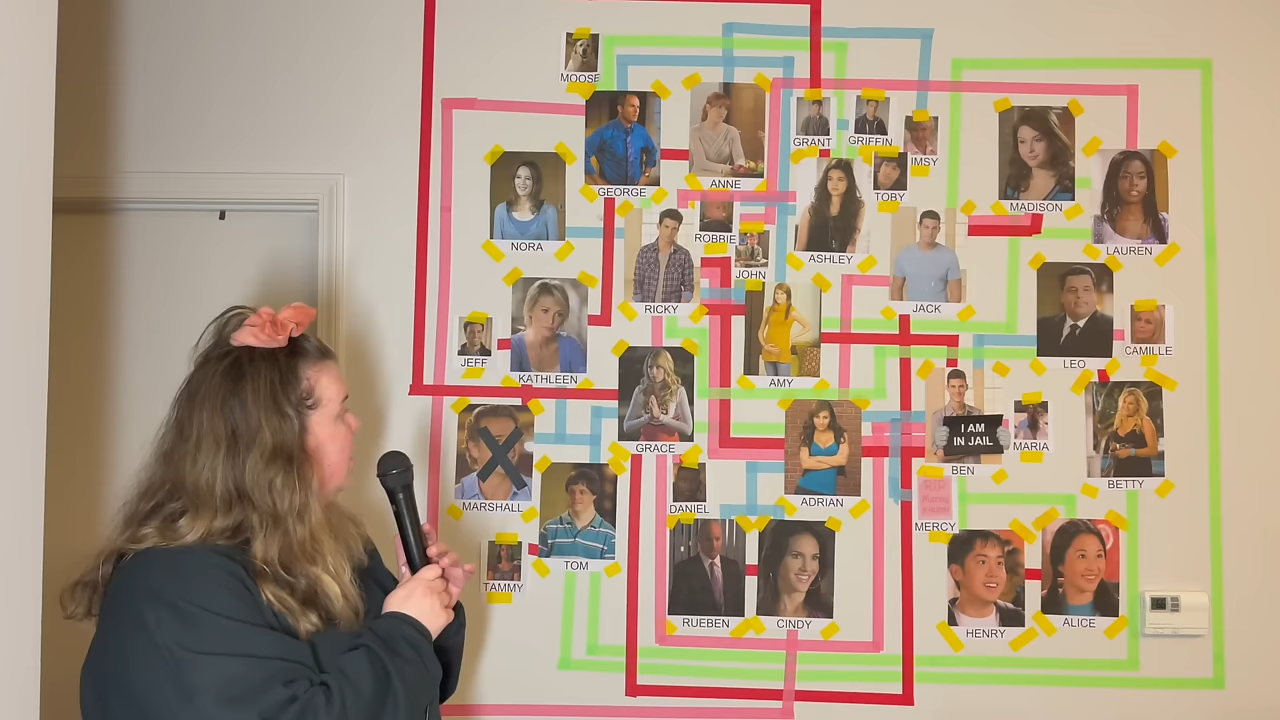 MOOSE
GEORGE
ANNE
GRANT
GRIFFIN
IMSY
TOBY
MADISON
LAUREN
NORA
ROBBIE
JOHN
ASHLEY
RICKY
JACK
JEFF
KATHLEEN
AMY
LEO
CAMILLE
GRACE
I AM
IN JAIL
BEN
MARIA
BETTY
MARSHALL
DANIEL
ADRIAN
RIP
MERCY
TOM
TAMMY
RUEBEN
CINDY
HENRY
ALICE